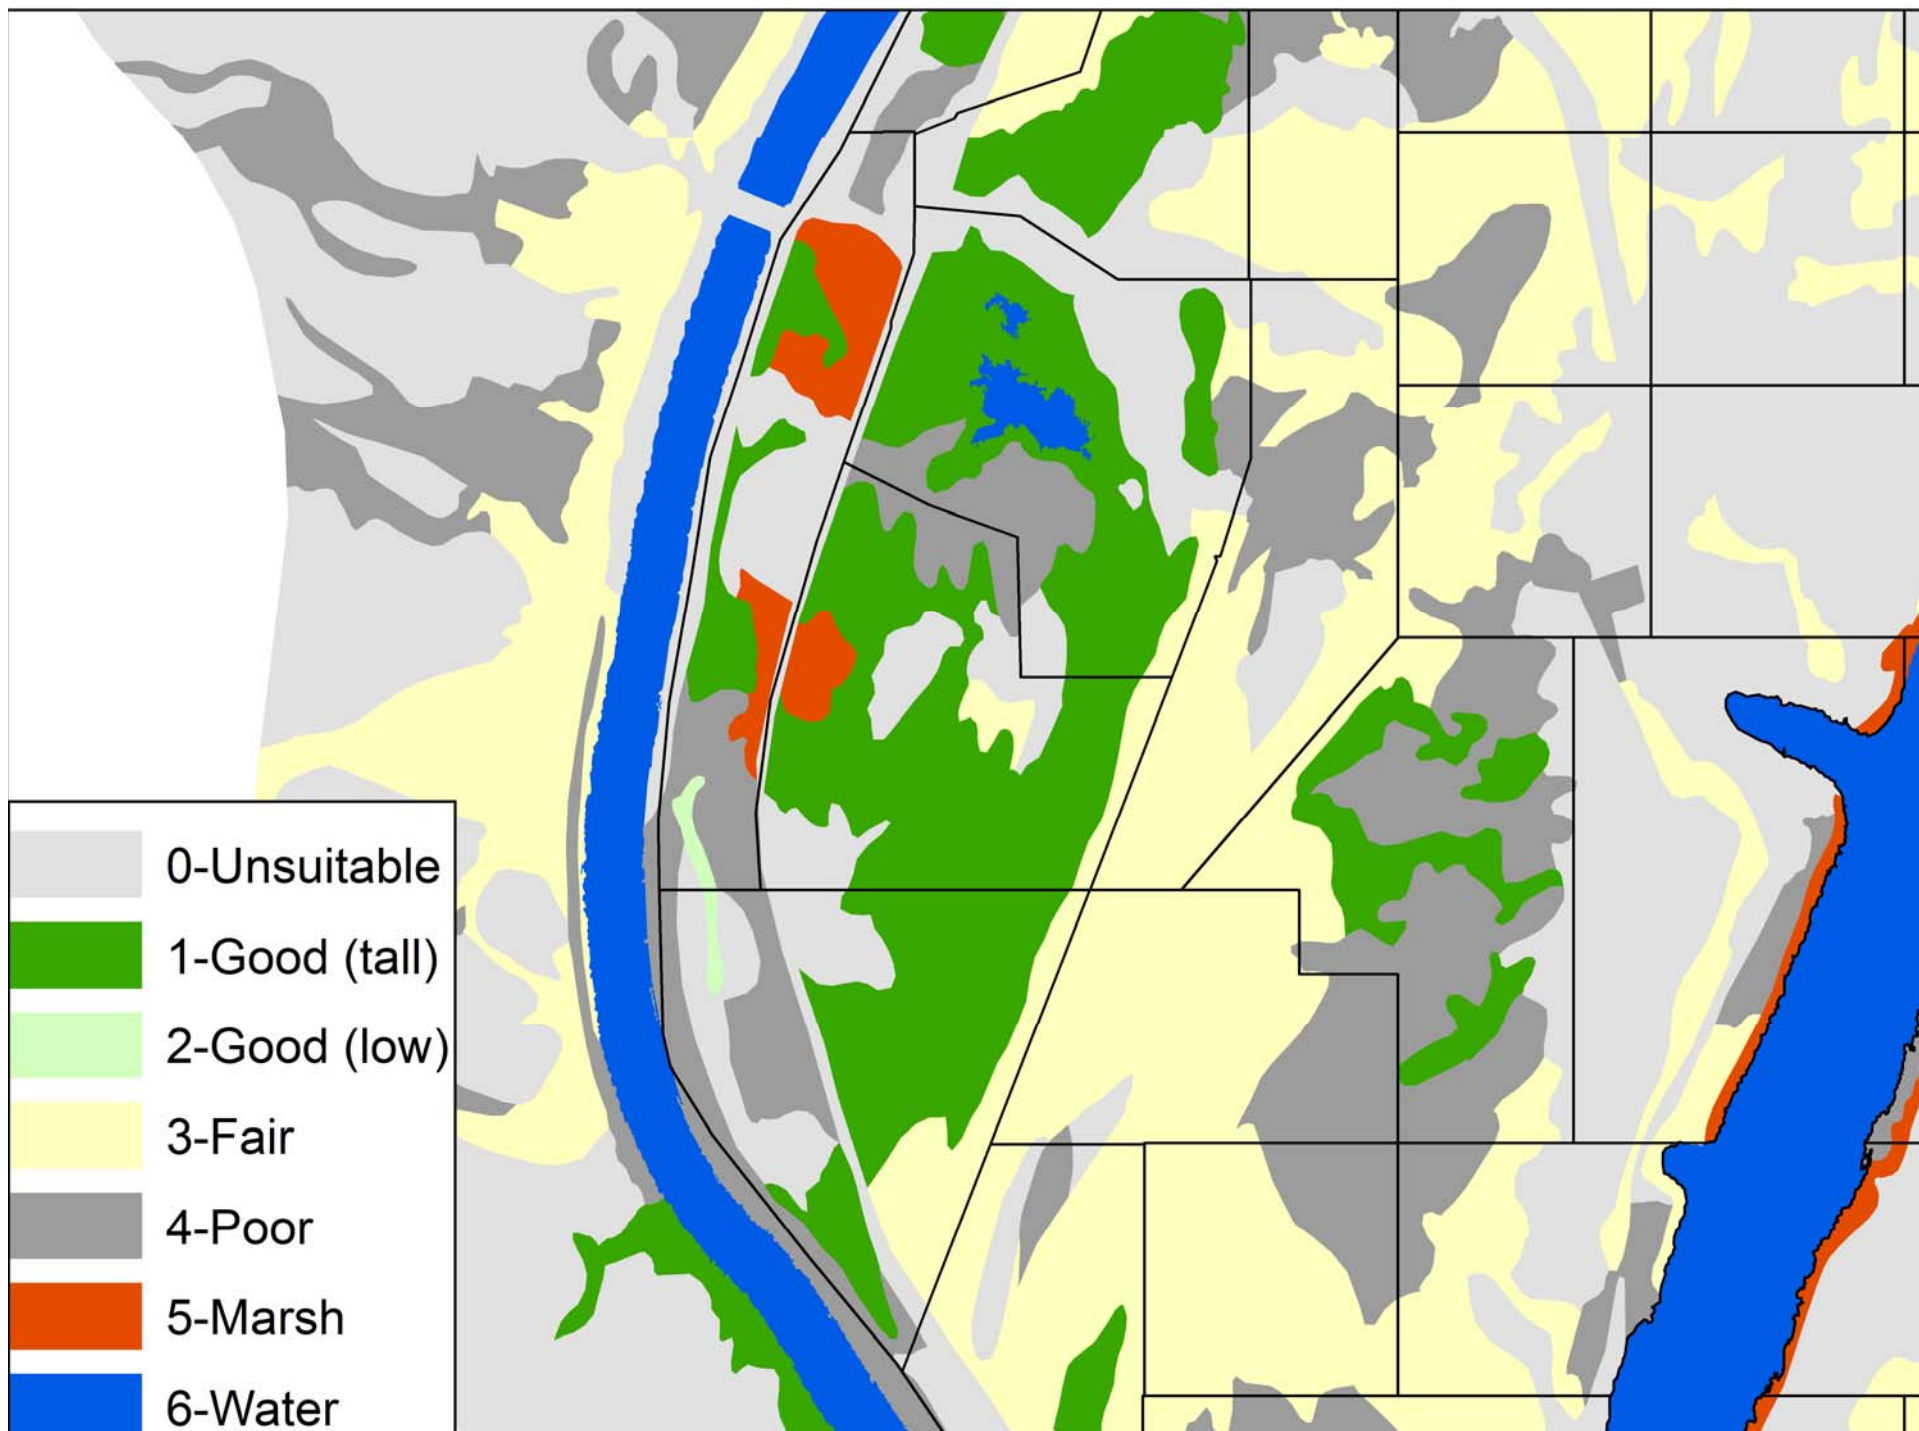 0-Unsuitable
1-Good (tall)
2-Good (low)
3-Fair
4-Poor
5-Marsh
6-Water